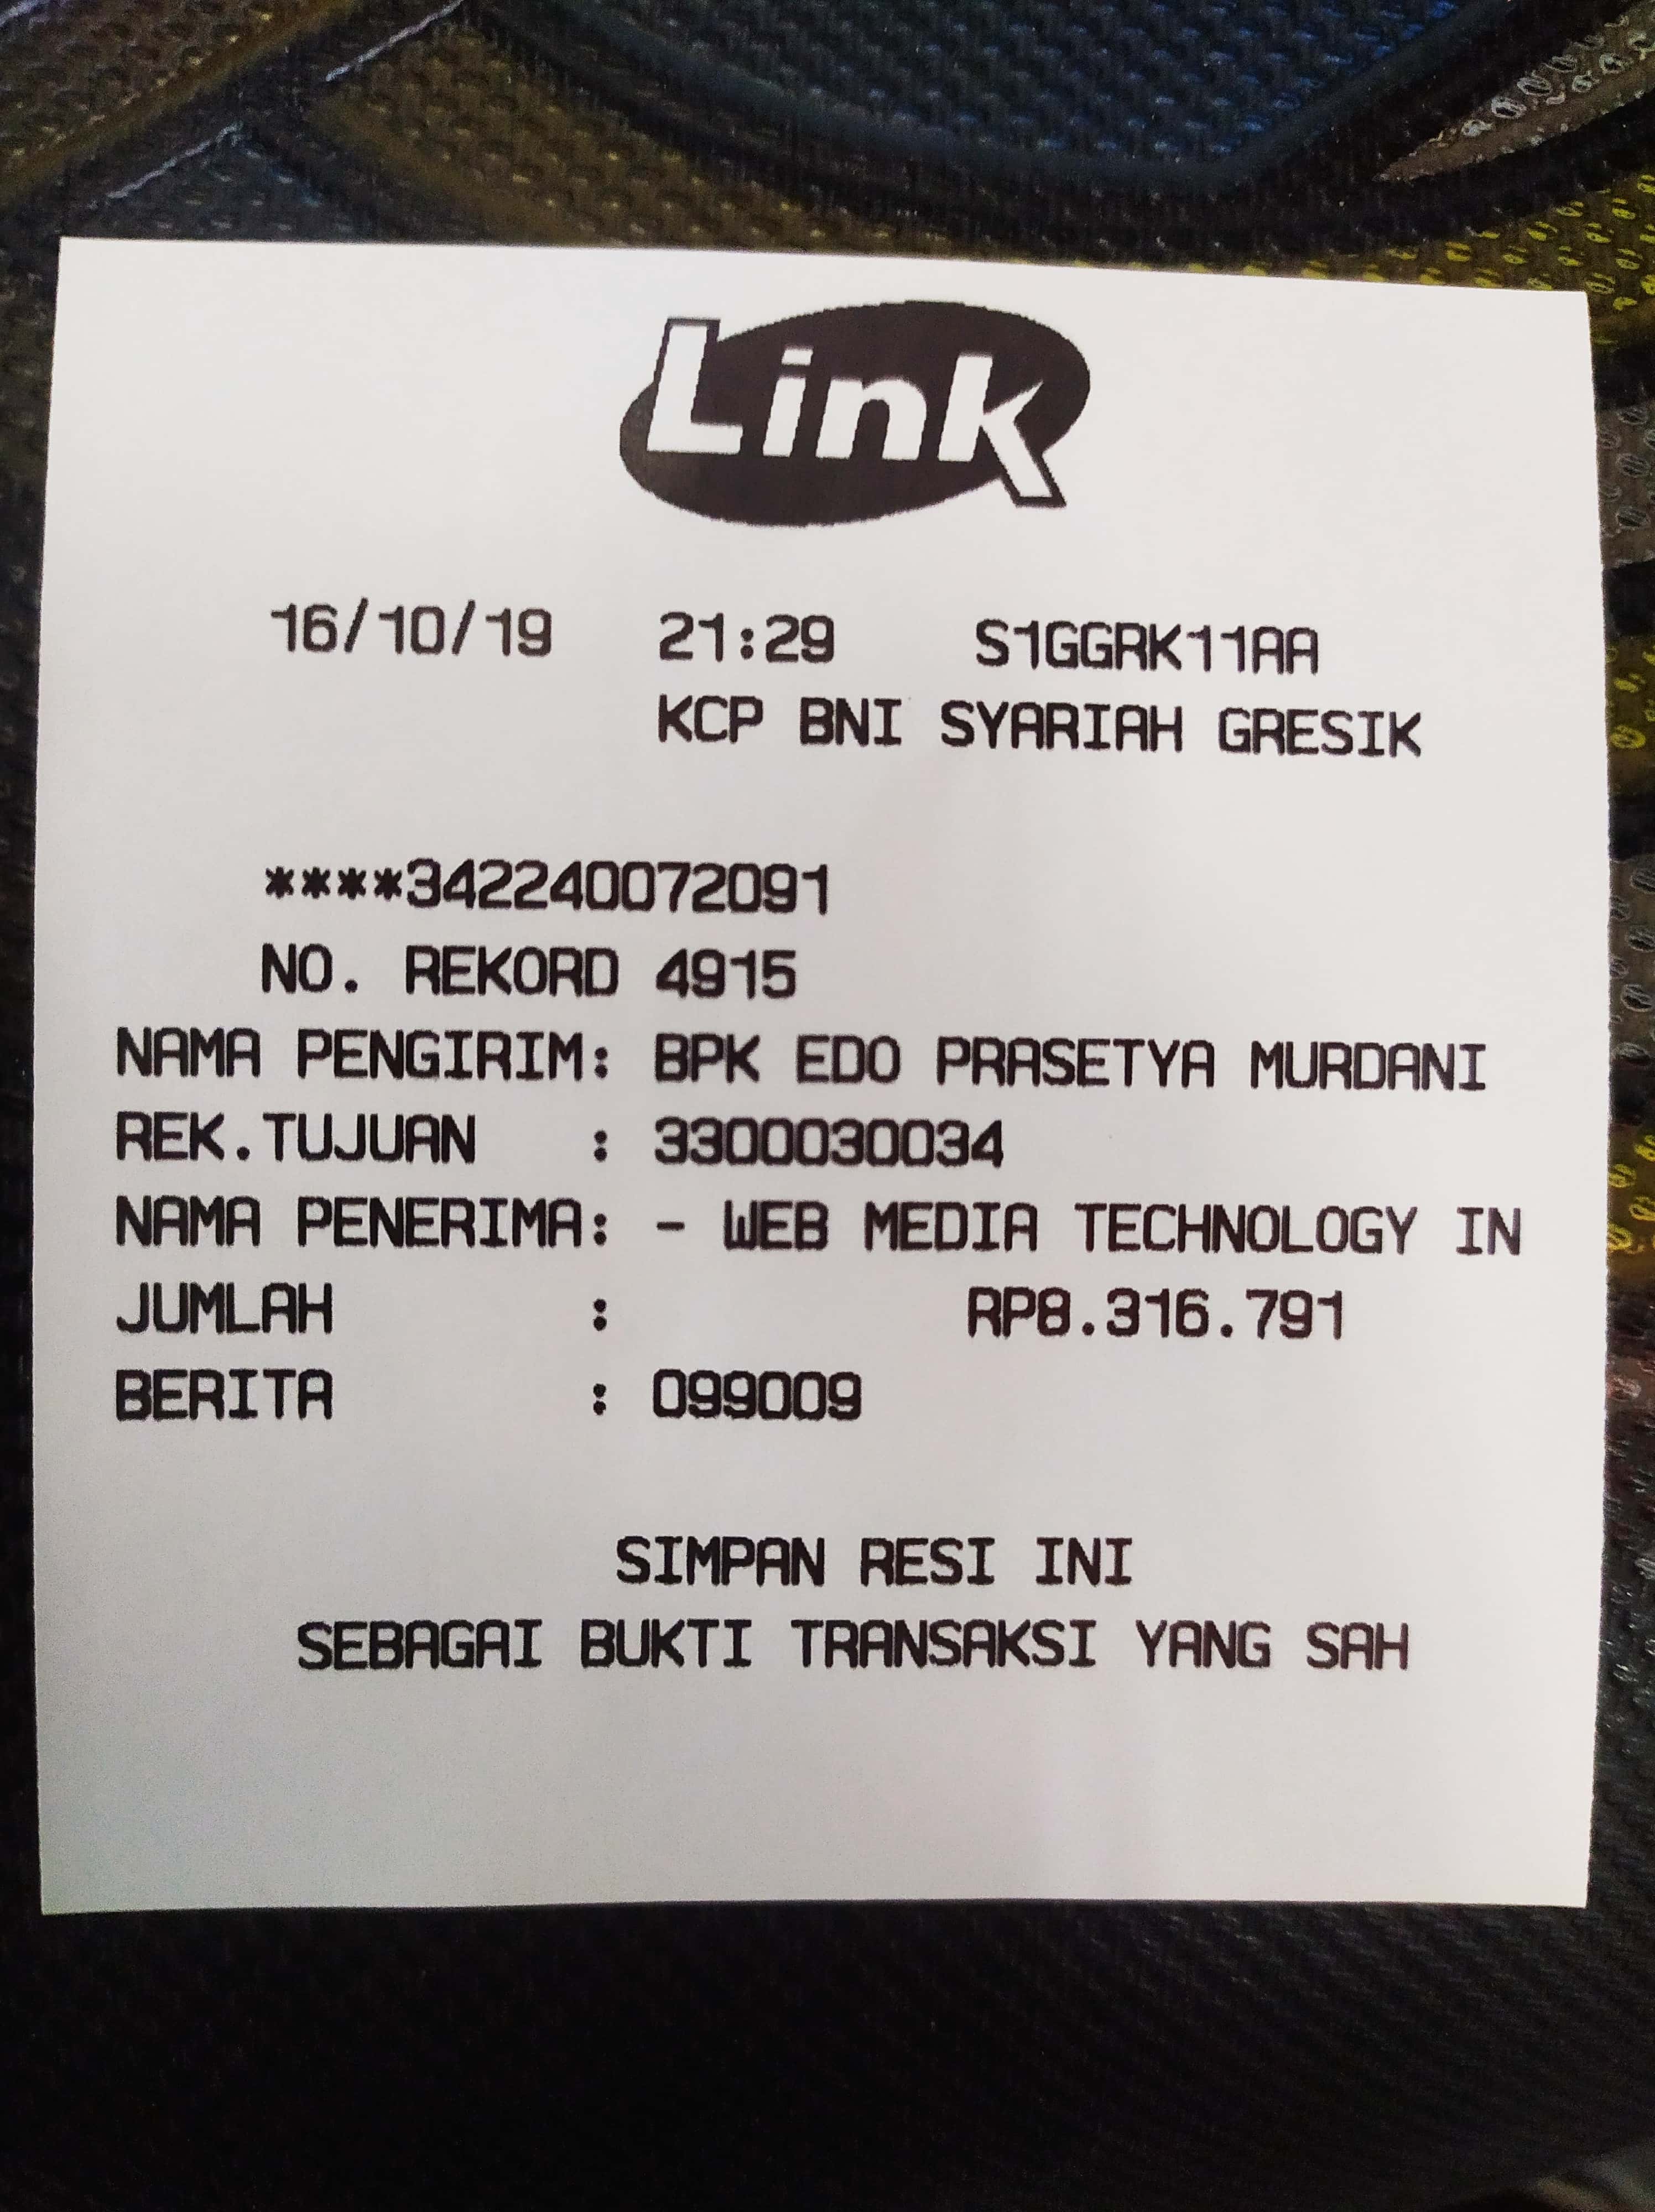 Link
16/10/19 21:29 S1GGRK11AA
KCP BNI SYARIAH GRESIK
****342240072091
NO. REKORD 4915
NAMA PENGIRIM: BPK EDO PRASETYA MURDANI
REK.TUJUAN : 3300030034
NAMA PENERIMA: - WEB MEDIA TECHNOLOGY IN
JUMLAH : RP8.316.791
BERITA : 099009
SIMPAN RESI INI
SEBAGAI BUKTI TRANSAKSI YANG SAH